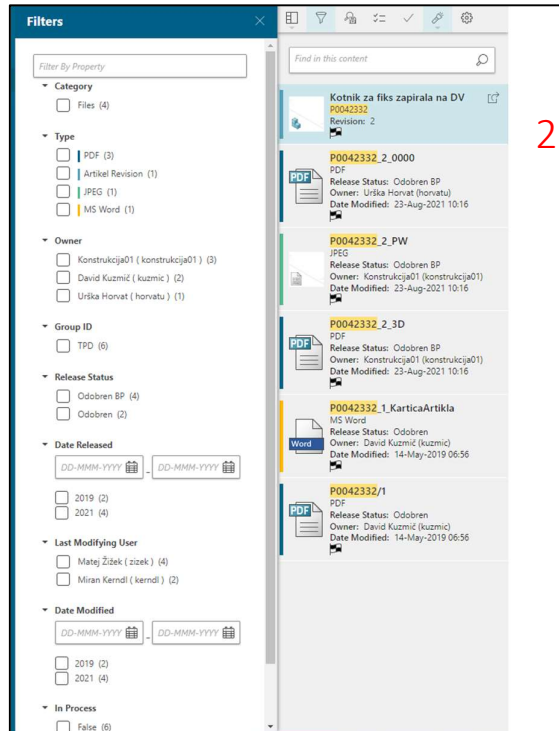 Filters
Filter By Property
Category
Files (4)
Type
PDF (3)
Artikel Revision (1)
JPEG (1)
MS Word (1)
Owner
Konstrukcija01 ( konstrukcija01 ) (3)
David Kuzmič ( kuzmic ) (2)
Urška Horvat ( horvatu ) (1)
Group ID
TPD (6)
Release Status
Odobren BP (4)
Odobren (2)
Date Released
DD-MMM-YYYY - DD-MMM-YYYY
2019 (2)
2021 (4)
Last Modifying User
Matej Žižek ( zizek ) (4)
Miran Kerndl ( kerndl ) (2)
Date Modified
DD-MMM-YYYY - DD-MMM-YYYY
2019 (2)
2021 (4)
In Process
False (6)
Find in this content
Kotnik za fiks zapirala na DV
P0042332
Revision: 2
P0042332_2_0000
PDF
PDF
Release Status: Odobren BP
Owner: Urška Horvat (horvatu)
Date Modified: 23-Aug-2021 10:16
P0042332_2_PW
JPEG
Release Status: Odobren BP
Owner: Konstrukcija01 (konstrukcija01)
Date Modified: 23-Aug-2021 10:16
P0042332_2_3D
PDF
PDF
Release Status: Odobren BP
Owner: Konstrukcija01 (konstrukcija01)
Date Modified: 23-Aug-2021 10:16
P0042332_1_KarticaArtikla
MS Word
Word
Release Status: Odobren
Owner: David Kuzmič (kuzmic)
Date Modified: 14-May-2019 06:56
P0042332/1
PDF
PDF
Release Status: Odobren
Owner: David Kuzmič (kuzmic)
Date Modified: 14-May-2019 06:56
2